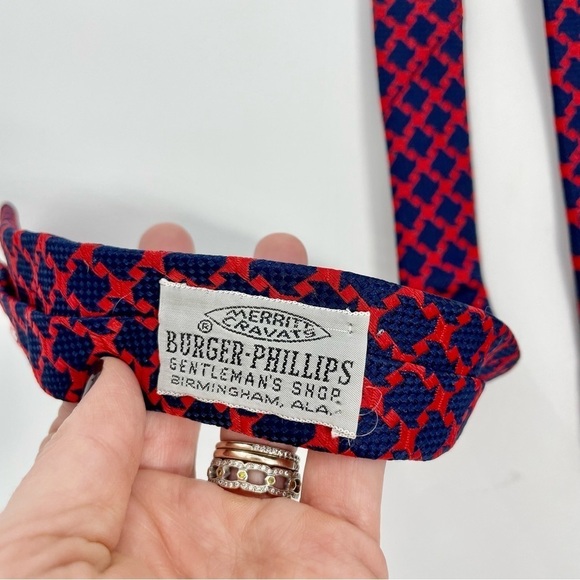 MERRITT
CRAVATS
®
BURGER-PHILLIPS
GENTLEMAN'S SHOP
BIRMINGHAM, ALA.